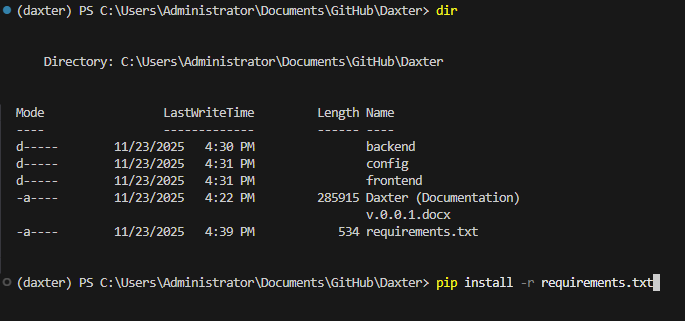 (daxter) PS C:\Users\Administrator\Documents\GitHub\Daxter> dir
Directory: C:\Users\Administrator\Documents\GitHub\Daxter
Mode LastWriteTime Length Name
---- ------------- ------ ----
d----- 11/23/2025 4:30 PM backend
d----- 11/23/2025 4:31 PM config
d----- 11/23/2025 4:31 PM frontend
-a---- 11/23/2025 4:22 PM 285915 Daxter (Documentation)
v.0.0.1.docx
-a---- 11/23/2025 4:39 PM 534 requirements.txt
(daxter) PS C:\Users\Administrator\Documents\GitHub\Daxter> pip install -r requirements.txt